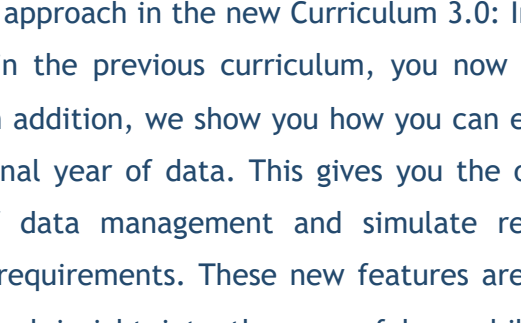 approach in the new Curriculum 3.0: I
in the previous curriculum, you now
addition, we show you how you can e
nal year of data. This gives you the
data management and simulate re
requirements. These new features are